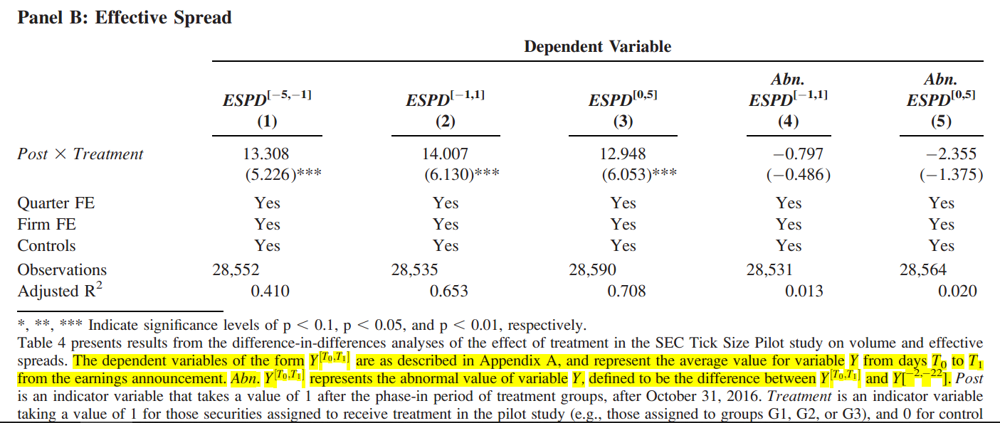 Panel B: Effective Spread
Dependent Variable
ESPD[−5,−1] (1)
ESPD[−1,1] (2)
ESPD[0,5] (3)
Abn. ESPD[−1,1] (4)
Abn. ESPD[0,5] (5)
Post × Treatment 13.308 14.007 12.948 −0.797 −2.355
(5.226)*** (6.130)*** (6.053)*** (−0.486) (−1.375)
Quarter FE Yes Yes Yes Yes Yes
Firm FE Yes Yes Yes Yes Yes
Controls Yes Yes Yes Yes Yes
Observations 28,552 28,535 28,590 28,531 28,564
Adjusted R2 0.410 0.653 0.708 0.013 0.020
*, **, *** Indicate significance levels of p < 0.1, p < 0.05, and p < 0.01, respectively.
Table 4 presents results from the difference-in-differences analyses of the effect of treatment in the SEC Tick Size Pilot study on volume and effective
spreads. The dependent variables of the form Y[T0,T1] are as described in Appendix A, and represent the average value for variable Y from days T0 to T1
from the earnings announcement. Abn. Y[T0,T1] represents the abnormal value of variable Y, defined to be the difference between Y[T0,T1] and Y[−2,−22]. Post
is an indicator variable that takes a value of 1 after the phase-in period of treatment groups, after October 31, 2016. Treatment is an indicator variable
taking a value of 1 for those securities assigned to receive treatment in the pilot study (e.g., those assigned to groups G1, G2, or G3), and 0 for control